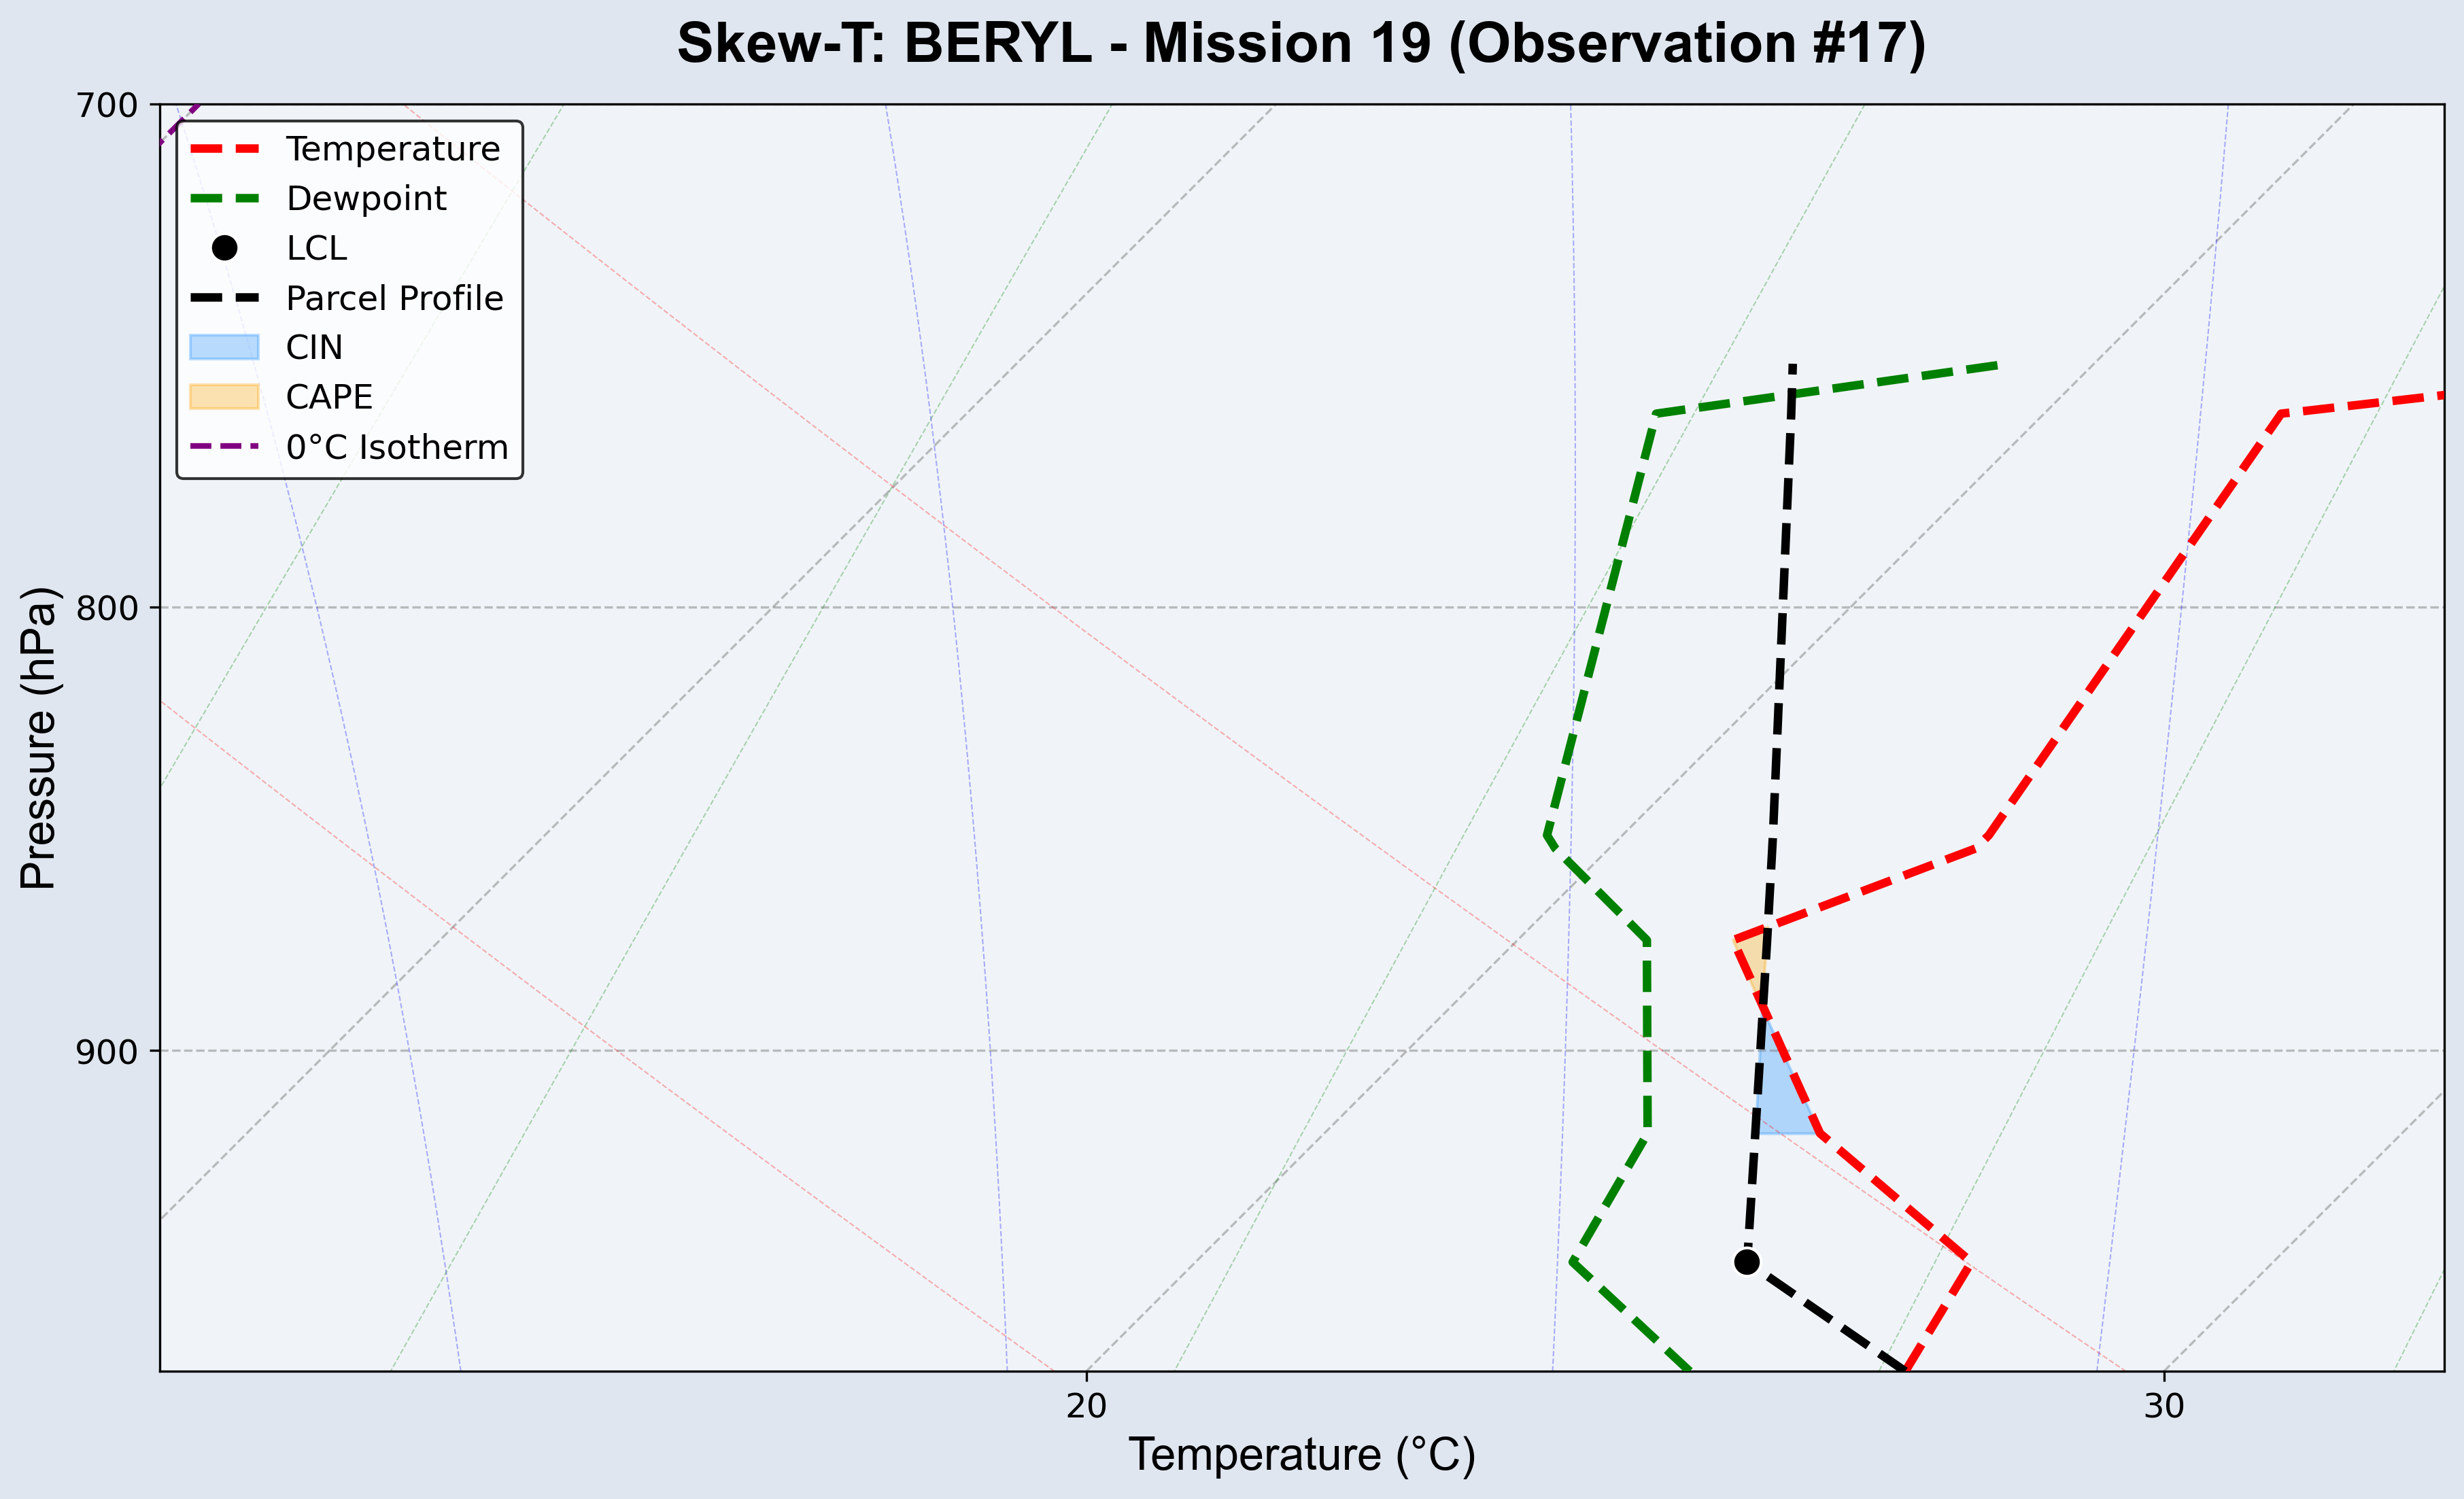 Skew-T: BERYL - Mission 19 (Observation #17)
700
800
900
Pressure (hPa)
Temperature
Dewpoint
LCL
Parcel Profile
CIN
CAPE
0°C Isotherm
20
30
Temperature (°C)